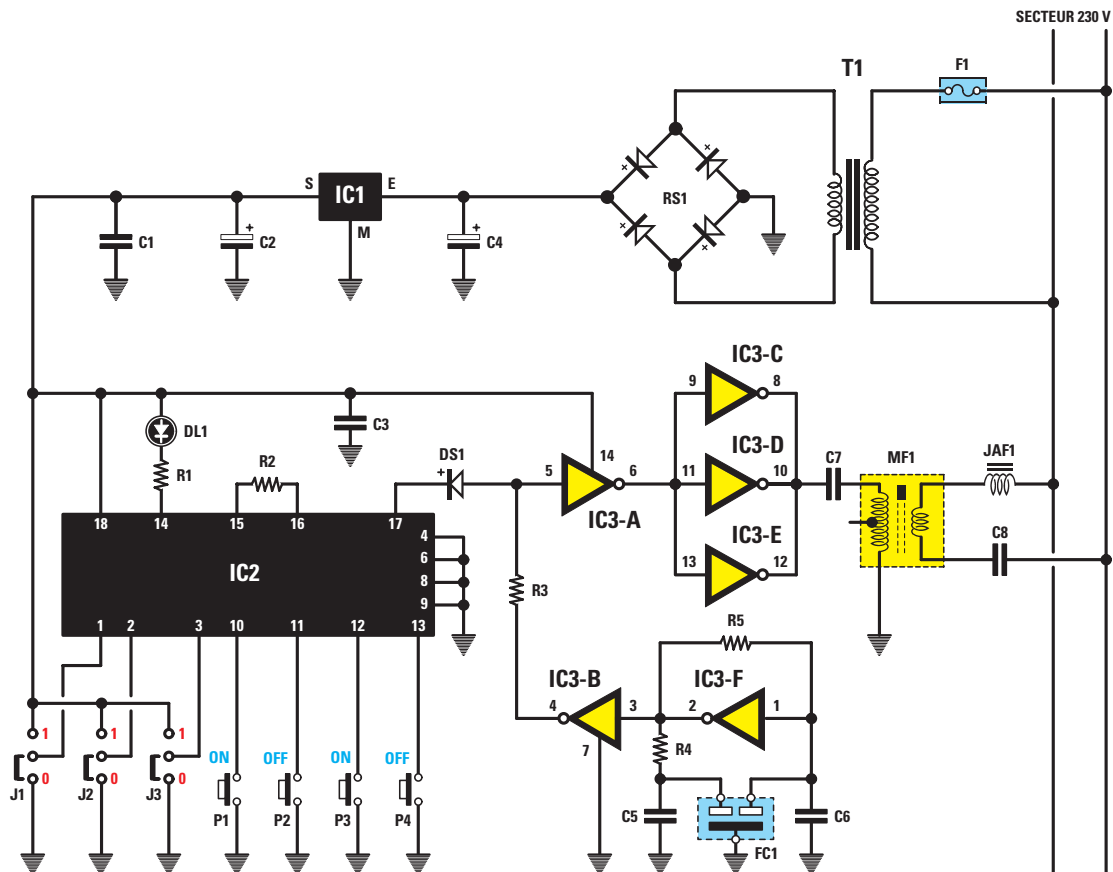 SECTEUR 230 V
T1
F1
S
IC1
E
M
RS1
C1
C2
+
C4
+
IC3-C
9
8
DL1
C3
DS1
+
14
IC3-D
MF1
JAF1
R1
R2
5
6
11
10
C7
IC3-A
IC3-E
18
14
15
16
17
13
12
C8
4
6
8
9
IC2
R3
1
2
3
10
11
12
13
R5
IC3-B
IC3-F
4
3
2
1
7
R4
1
1
1
ON
OFF
ON
OFF
0
0
0
J1
J2
J3
P1
P2
P3
P4
C5
FC1
C6